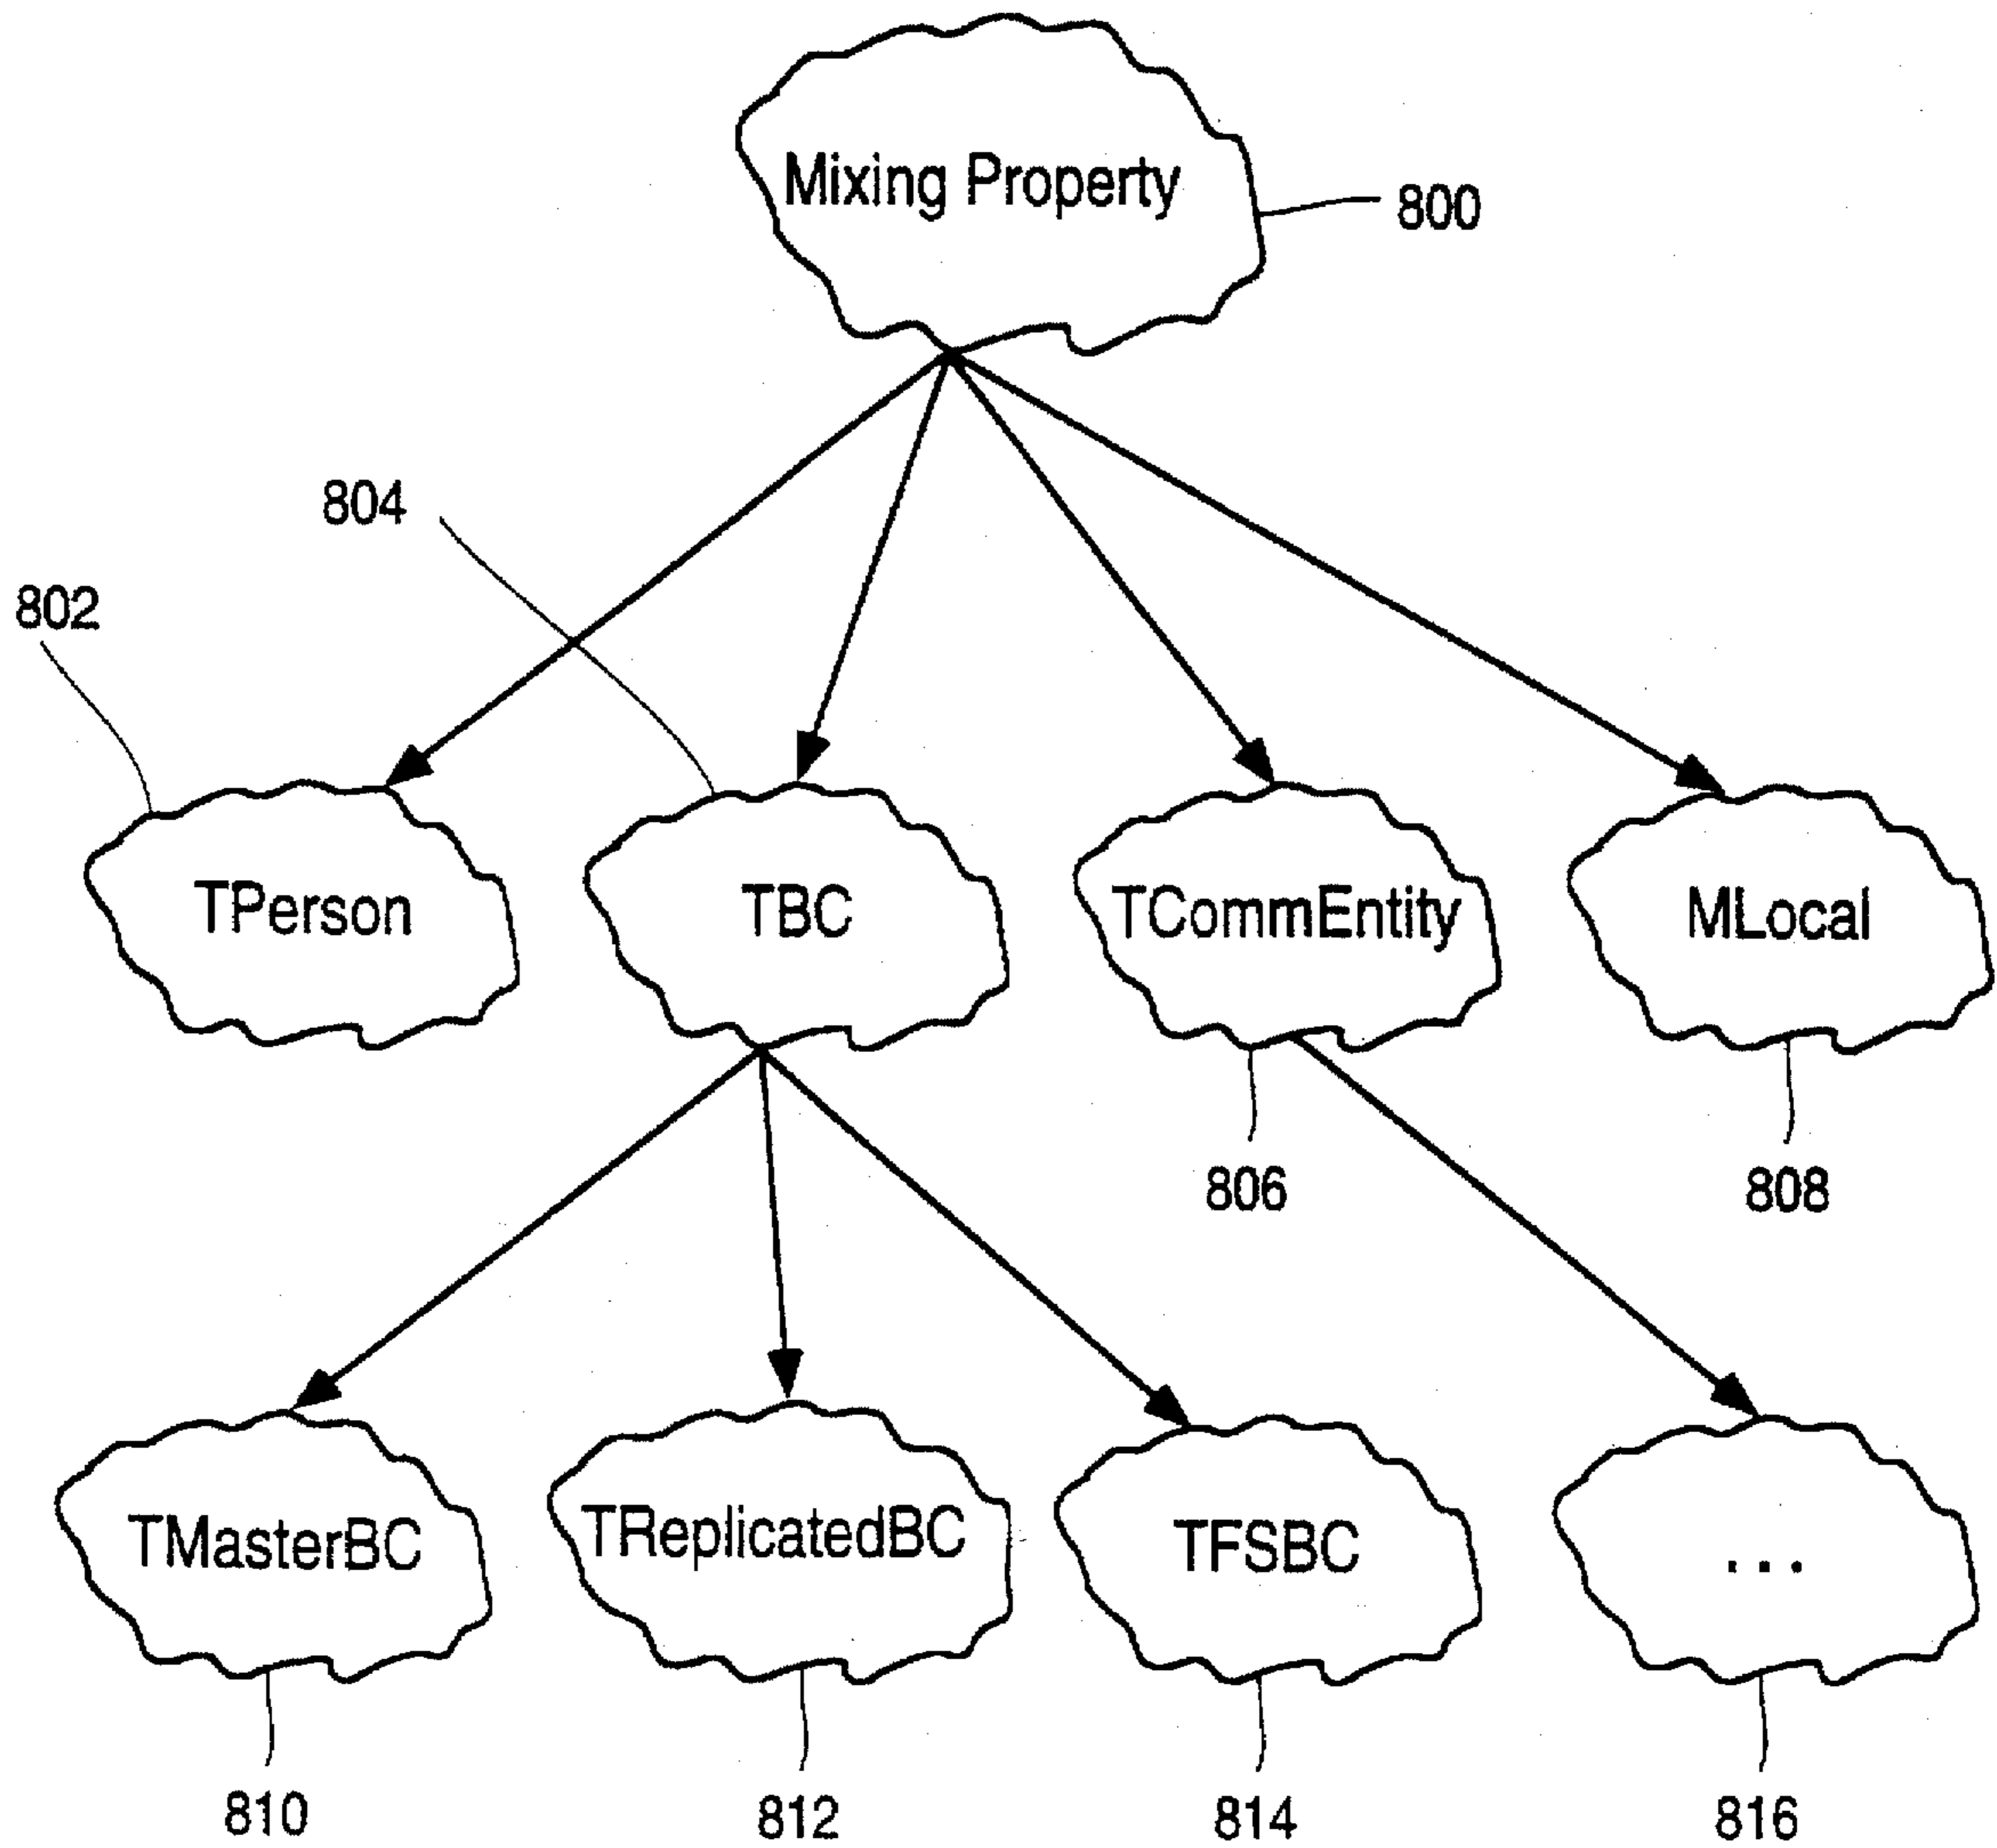 Mixing Property
800
804
802
TPerson
TBC
TCommEntity
MLocal
806
808
TMasterBC
TReplicatedBC
TFSBC
...
810
812
814
816